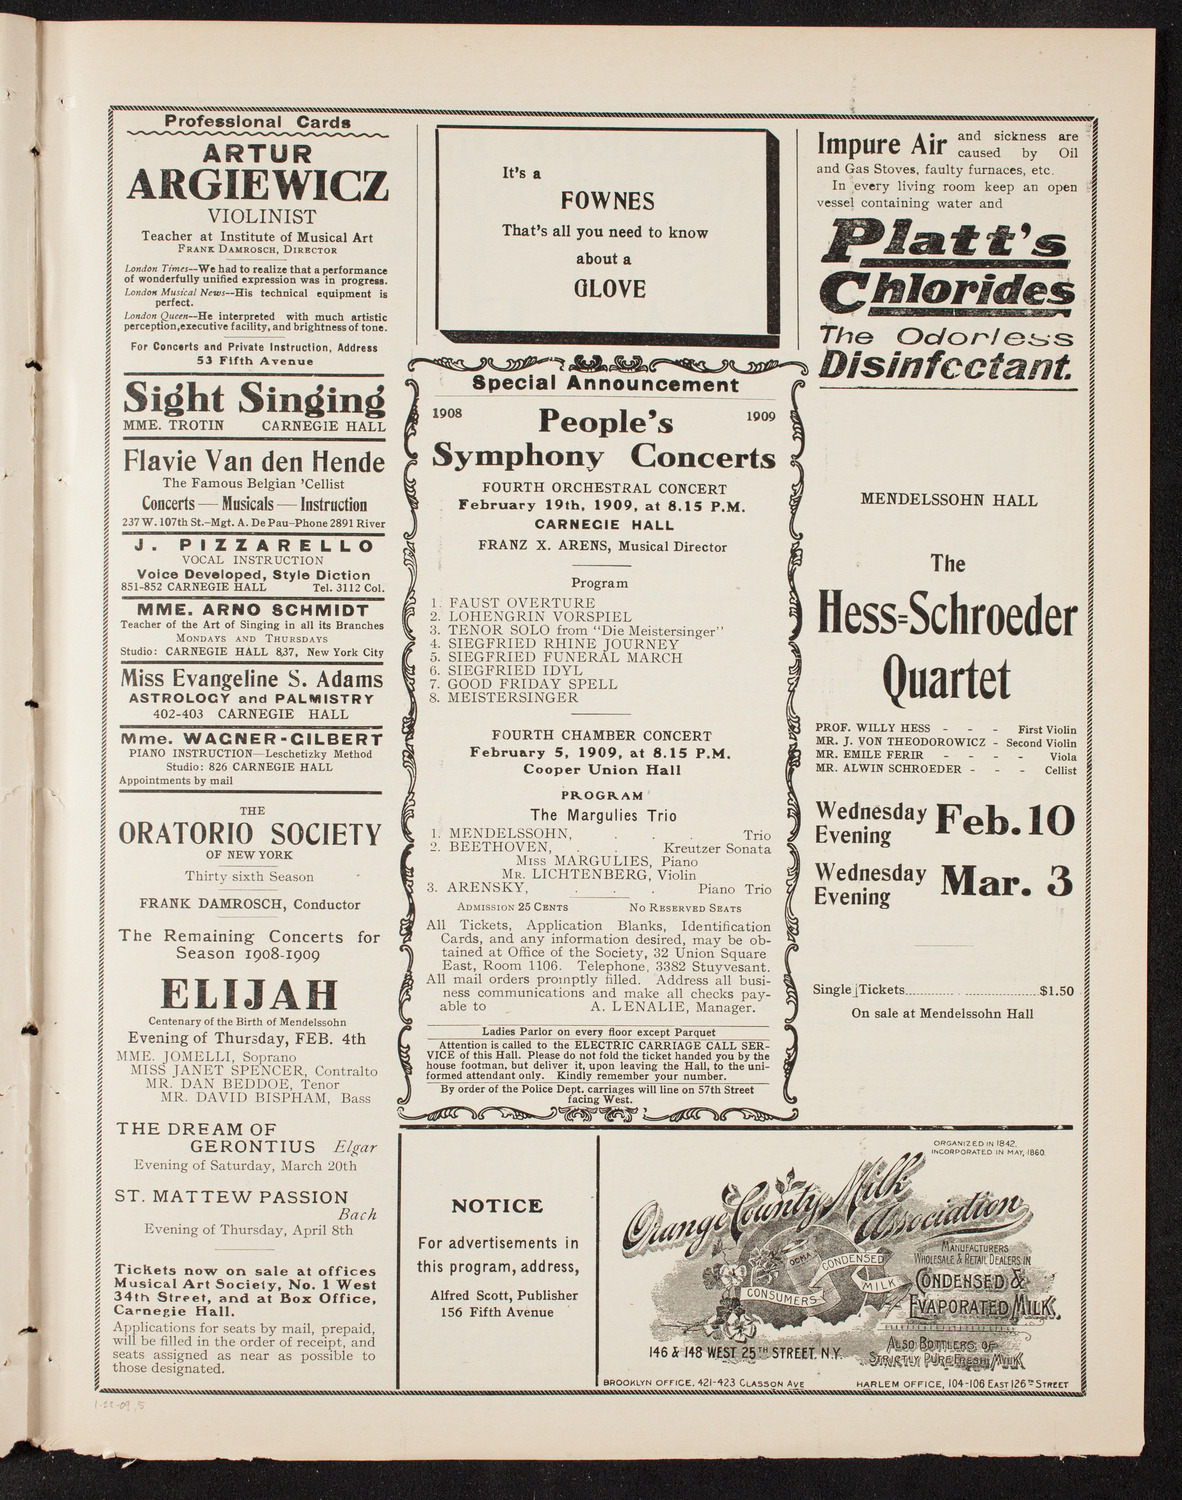 Professional Cards
ARTUR
ARGIEWICZ
VIOLINIST
Teacher at Institute of Musical Art
FRANK DAMROSCH, DIRECTOR
London Times--We had to realize that a performance
of wonderfully unified expression was in progress.
London Musical News--His technical equipment is
perfect.
London Queen--He interpreted with much artistic
perception,executive facility, and brightness of tone.
For Concerts and Private Instruction, Address
53 Fifth Avenue
Sight Singing
MME. TROTIN CARNEGIE HALL
Flavie Van den Hende
The Famous Belgian 'Cellist
Concerts — Musicals — Instruction
237 W. 107th St.-Mgt. A. De Pau-Phone 2891 River
J. PIZZARELLO
VOCAL INSTRUCTION
Voice Developed, Style Diction
851-852 CARNEGIE HALL Tel. 3112 Col.
MME. ARNO SCHMIDT
Teacher of the Art of Singing in all its Branches
MONDAYS AND THURSDAYS
Studio: CARNEGIE HALL 837, New York City
Miss Evangeline S. Adams
ASTROLOGY and PALMISTRY
402-403 CARNEGIE HALL
Mme. WAGNER-GILBERT
PIANO INSTRUCTION—Leschetizky Method
Studio: 826 CARNEGIE HALL
Appointments by mail
THE
ORATORIO SOCIETY
OF NEW YORK
Thirty sixth Season
FRANK DAMROSCH, Conductor
The Remaining Concerts for
Season 1908-1909
ELIJAH
Centenary of the Birth of Mendelssohn
Evening of Thursday, FEB. 4th
MME. JOMELLI, Soprano
MISS JANET SPENCER, Contralto
MR. DAN BEDDOE, Tenor
MR. DAVID BISPHAM, Bass
THE DREAM OF
GERONTIUS Elgar
Evening of Saturday, March 20th
ST. MATTEW PASSION
Bach
Evening of Thursday, April 8th
Tickets now on sale at offices
Musical Art Society, No. 1 West
34th Street, and at Box Office,
Carnegie Hall.
Applications for seats by mail, prepaid,
will be filled in the order of receipt, and
seats assigned as near as possible to
those designated.
It's a
FOWNES
That's all you need to know
about a
GLOVE
Special Announcement
1908 1909
People's
Symphony Concerts
FOURTH ORCHESTRAL CONCERT
February 19th, 1909, at 8.15 P.M.
CARNEGIE HALL
FRANZ X. ARENS, Musical Director
Program
1. FAUST OVERTURE
2. LOHENGRIN VORSPIEL
3. TENOR SOLO from "Die Meistersinger"
4. SIEGFRIED RHINE JOURNEY
5. SIEGFRIED FUNERAL MARCH
6. SIEGFRIED IDYL
7. GOOD FRIDAY SPELL
8. MEISTERSINGER
FOURTH CHAMBER CONCERT
February 5, 1909, at 8.15 P.M.
Cooper Union Hall
PROGRAM
The Margulies Trio
1. MENDELSSOHN, . . . Trio
2. BEETHOVEN, . . Kreutzer Sonata
MISS MARGULIES, Piano
MR. LICHTENBERG, Violin
3. ARENSKY, . . . Piano Trio
ADMISSION 25 CENTS NO RESERVED SEATS
All Tickets, Application Blanks, Identification
Cards, and any information desired, may be ob-
tained at Office of the Society, 32 Union Square
East, Room 1106. Telephone, 3382 Stuyvesant.
All mail orders promptly filled. Address all busi-
ness communications and make all checks pay-
able to A. LENALIE, Manager.
Ladies Parlor on every floor except Parquet
Attention is called to the ELECTRIC CARRIAGE CALL SER-
VICE of this Hall. Please do not fold the ticket handed you by the
house footman, but deliver it, upon leaving the Hall, to the uni-
formed attendant only. Kindly remember your number.
By order of the Police Dept. carriages will line on 57th Street
facing West.
Impure Air and sickness are
caused by Oil
and Gas Stoves, faulty furnaces, etc.
In every living room keep an open
vessel containing water and
Platt's
Chlorides
The Odorless
Disinfectant.
MENDELSSOHN HALL
The
Hess=Schroeder
Quartet
PROF. WILLY HESS - - - First Violin
MR. J. VON THEODOROWICZ - Second Violin
MR. EMILE FERIR - - - - Viola
MR. ALWIN SCHROEDER - - - Cellist
Wednesday
Evening Feb. 10
Wednesday
Evening Mar. 3
Single Tickets..................................$1.50
On sale at Mendelssohn Hall
NOTICE
For advertisements in
this program, address,
Alfred Scott, Publisher
156 Fifth Avenue
ORGANIZED IN 1842.
INCORPORATED IN MAY, 1860.
Orange County Milk
Association
MANUFACTURERS
WHOLESALE & RETAIL DEALERS IN
CONDENSED &
EVAPORATED MILK,
ALSO BOTTLERS OF
STRICTLY PURE FRESH MILK
OCMA
CONDENSED
MILK
CONSUMERS
146 & 148 WEST 25TH STREET, N.Y.
BROOKLYN OFFICE, 421-423 CLASSON AVE HARLEM OFFICE, 104-106 EAST 126TH STREET
1-22-09.5